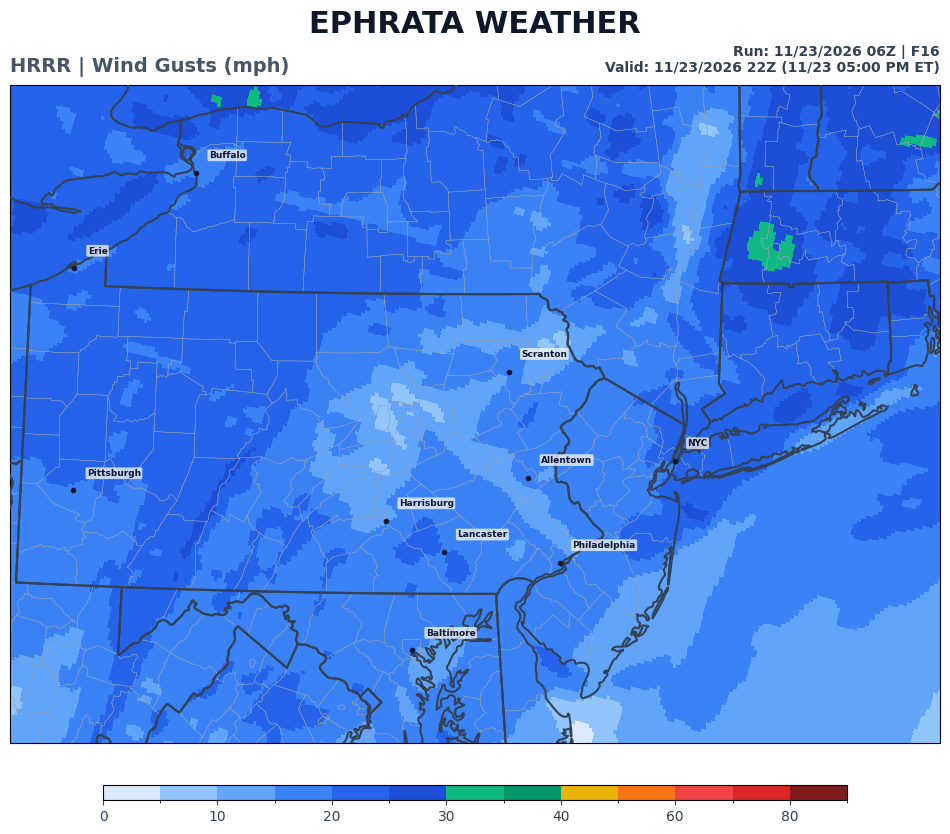 EPHRATA WEATHER
HRRR | Wind Gusts (mph)
Run: 11/23/2026 06Z | F16
Valid: 11/23/2026 22Z (11/23 05:00 PM ET)
Buffalo
Erie
Scranton
NYC
Allentown
Pittsburgh
Harrisburg
Lancaster
Philadelphia
Baltimore
0 10 20 30 40 60 80